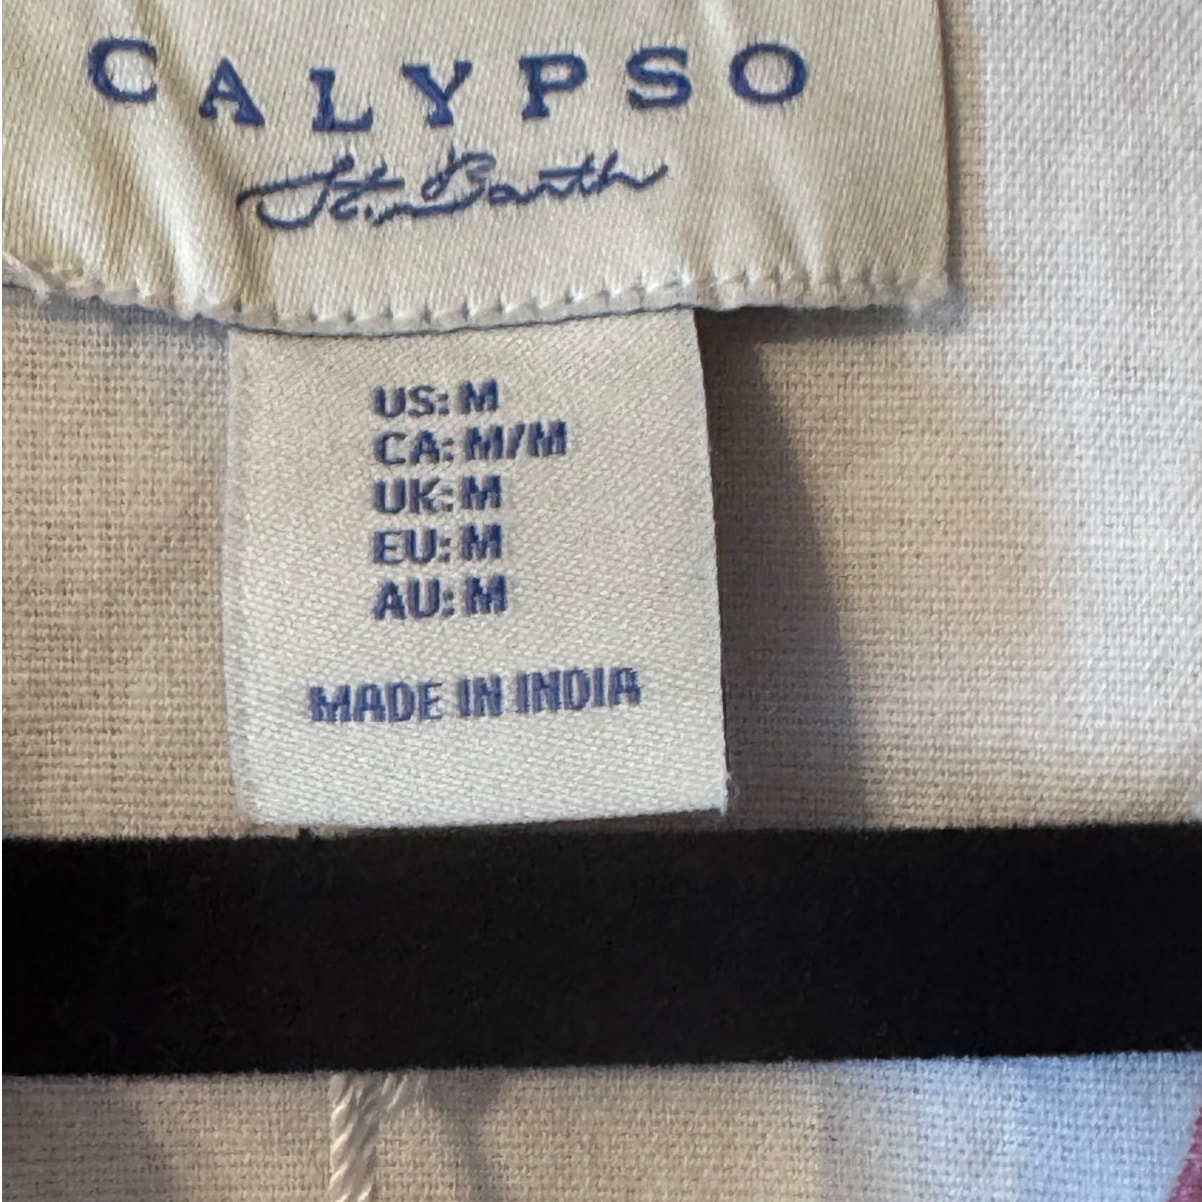 CALYPSO
St. Barth
US: M
CA: M/M
UK: M
EU: M
AU: M
MADE IN INDIA